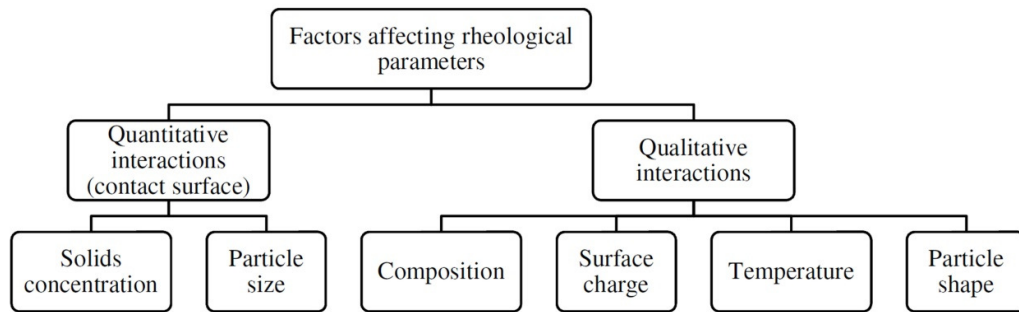 Factors affecting rheological
parameters
Quantitative
interactions
(contact surface)
Qualitative
interactions
Solids
concentration
Particle
size
Composition
Surface
charge
Temperature
Particle
shape